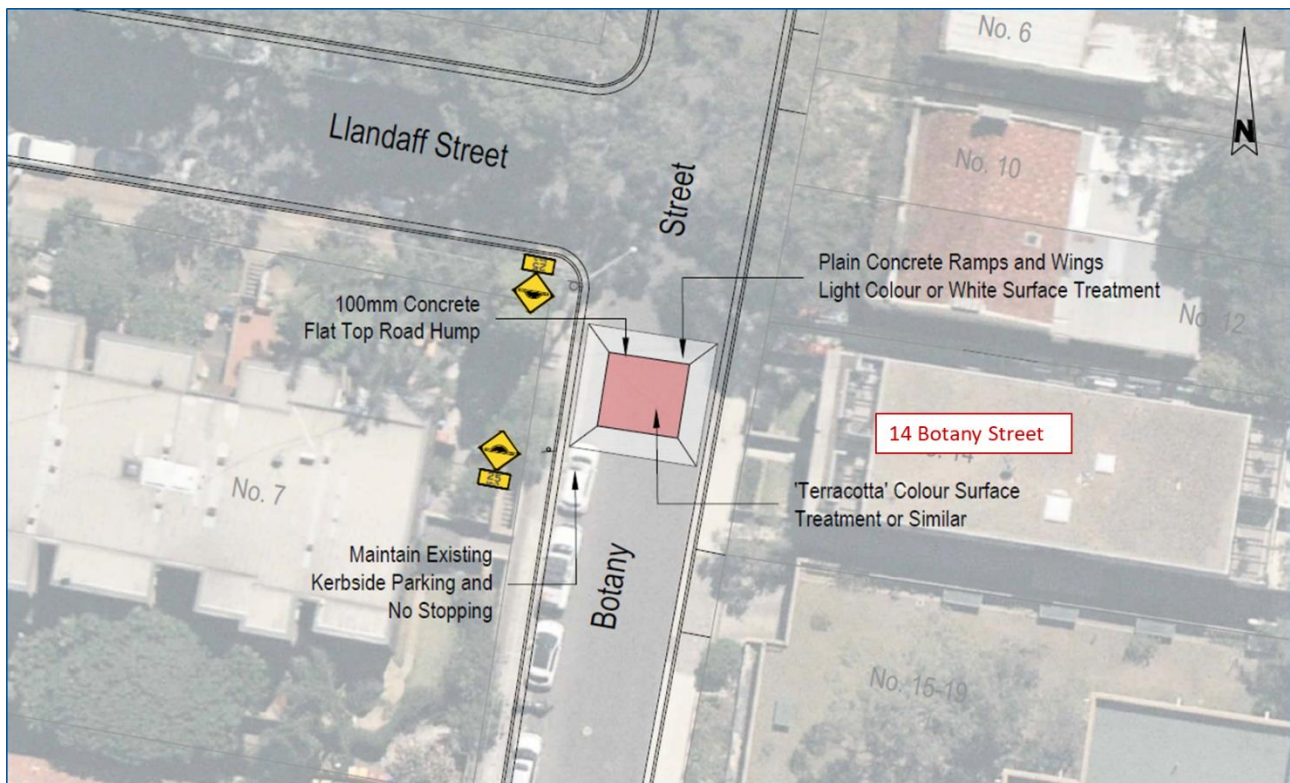 No. 6
N
Llandaff Street
No. 10
Street
Plain Concrete Ramps and Wings
Light Colour or White Surface Treatment
100mm Concrete
Flat Top Road Hump
No. 12
14 Botany Street
25
No. 7
'Terracotta' Colour Surface
Treatment or Similar
Maintain Existing
Kerbside Parking and
No Stopping
Botany
No. 15-19